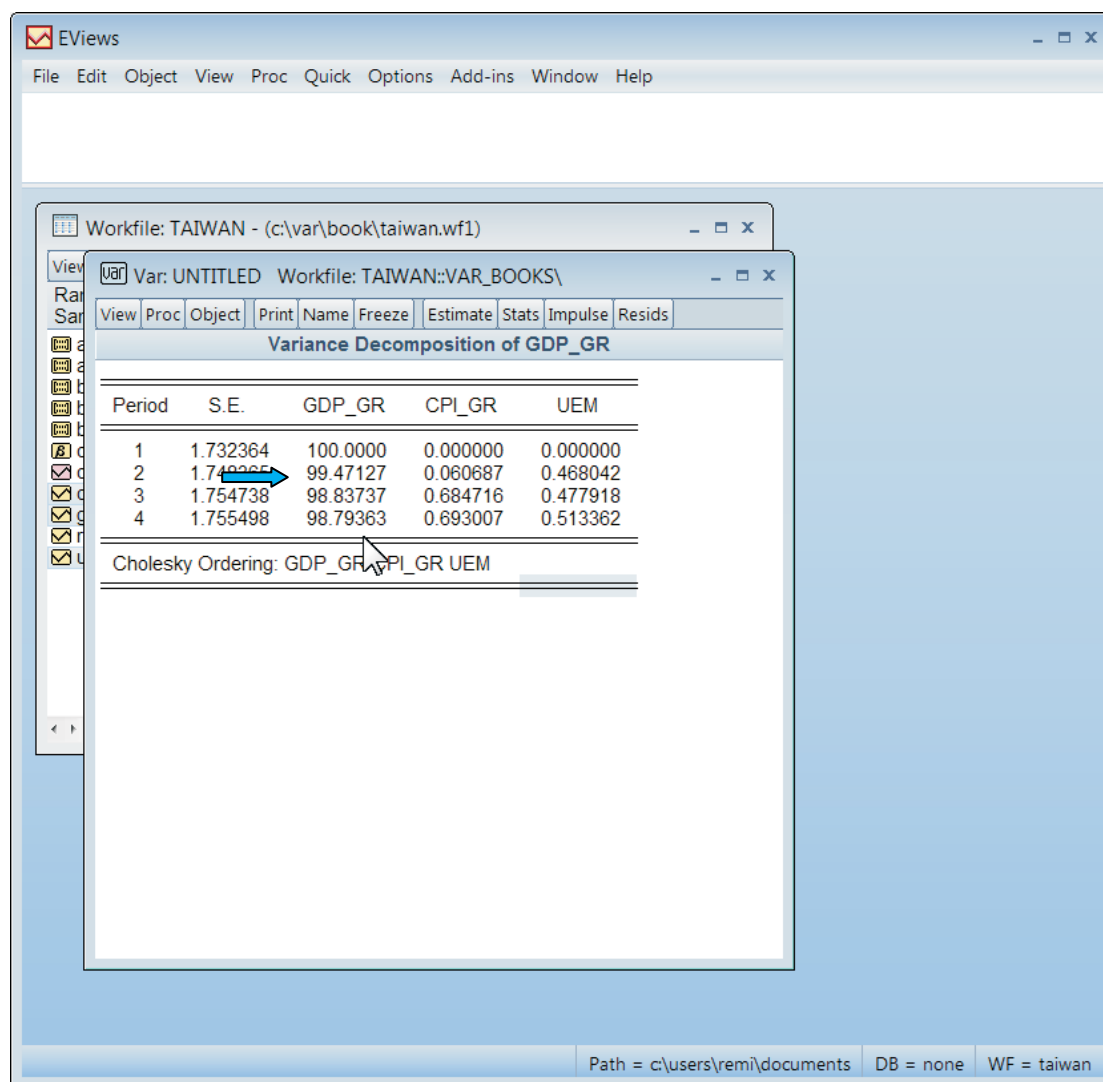 EViews
File Edit Object View Proc Quick Options Add-ins Window Help
Workfile: TAIWAN - (c:\var\book\taiwan.wf1)
View
Var: UNTITLED Workfile: TAIWAN::VAR_BOOKS\
View Proc Object Print Name Freeze Estimate Stats Impulse Resids
Variance Decomposition of GDP_GR
Period S.E. GDP_GR CPI_GR UEM
1 1.732364 100.0000 0.000000 0.000000
2 99.47127 0.060687 0.468042
3 1.754738 98.83737 0.684716 0.477918
4 1.755498 98.79363 0.693007 0.513362
Cholesky Ordering: GDP_GR CPI_GR UEM
Path = c:\users\remi\documents DB = none WF = taiwan